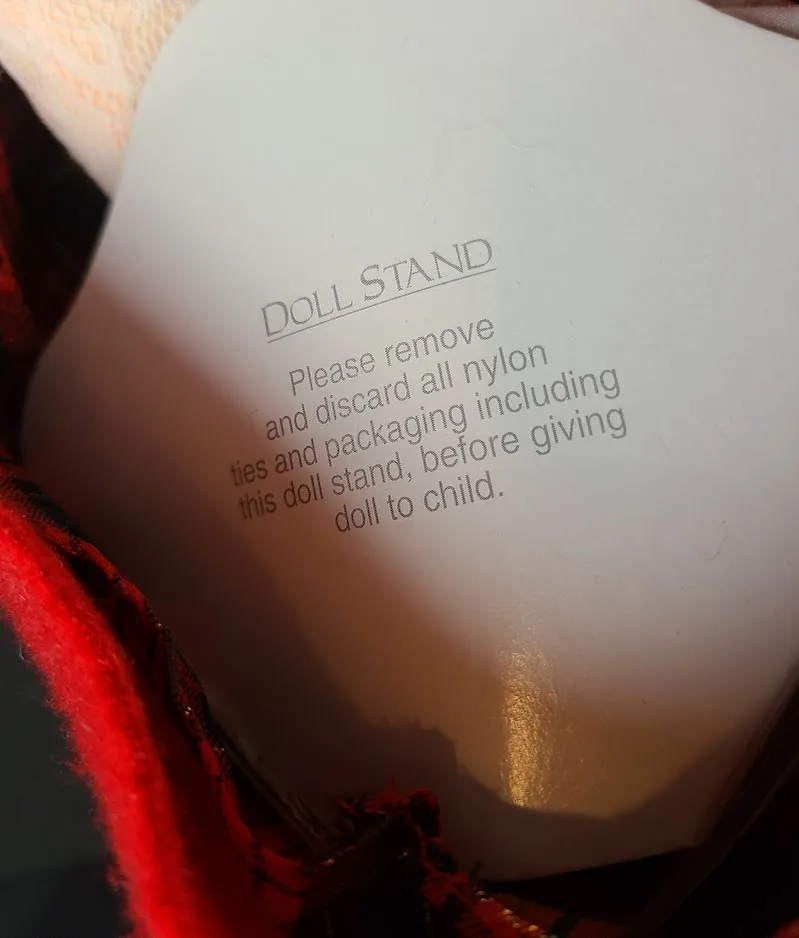 DOLL STAND
Please remove
and discard all nylon
ties and packaging including
this doll stand, before giving
doll to child.